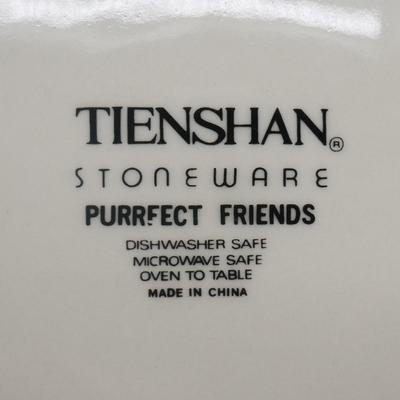 TIENSHAN®
STONEWARE
PURRFECT FRIENDS
DISHWASHER SAFE
MICROWAVE SAFE
OVEN TO TABLE
MADE IN CHINA